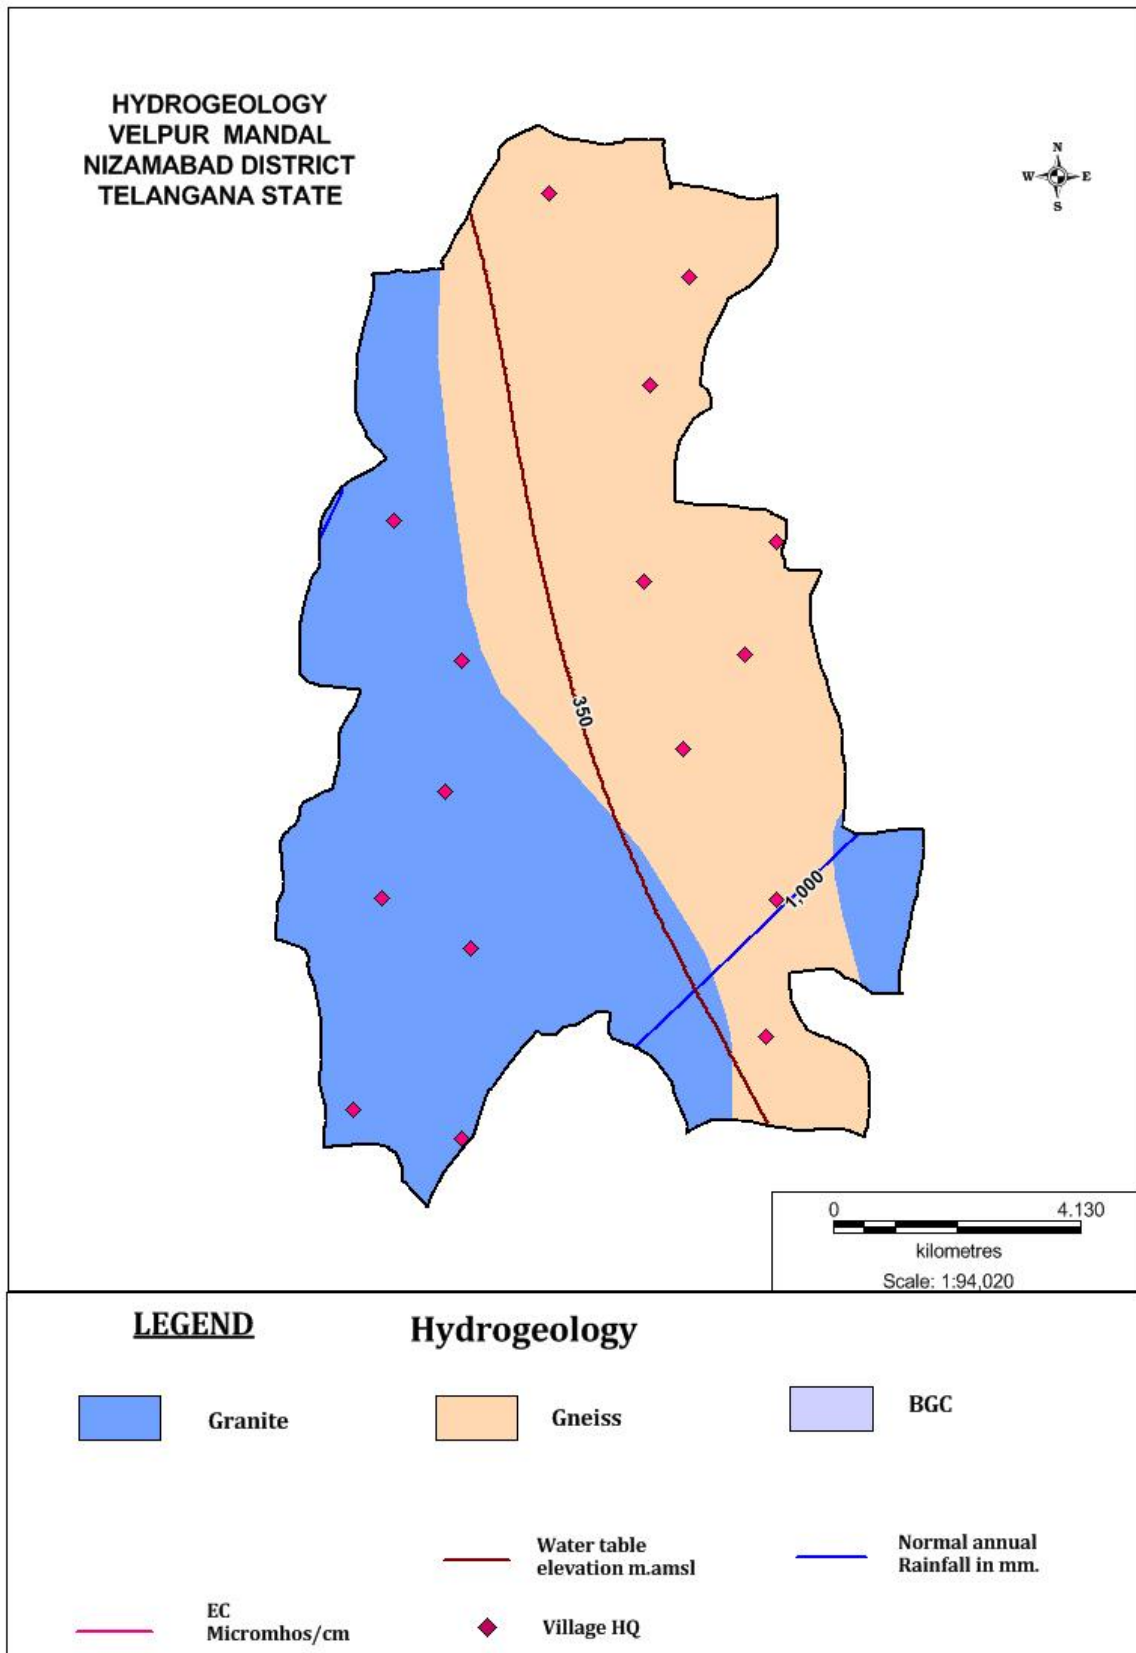 HYDROGEOLOGY
VELPUR MANDAL
NIZAMABAD DISTRICT
TELANGANA STATE
N
W E
S
350
1,000
0 4.130
kilometres
Scale: 1:94,020
LEGEND Hydrogeology
Granite Gneiss BGC
Water table
elevation m.amsl
Normal annual
Rainfall in mm.
EC
Micromhos/cm
Village HQ